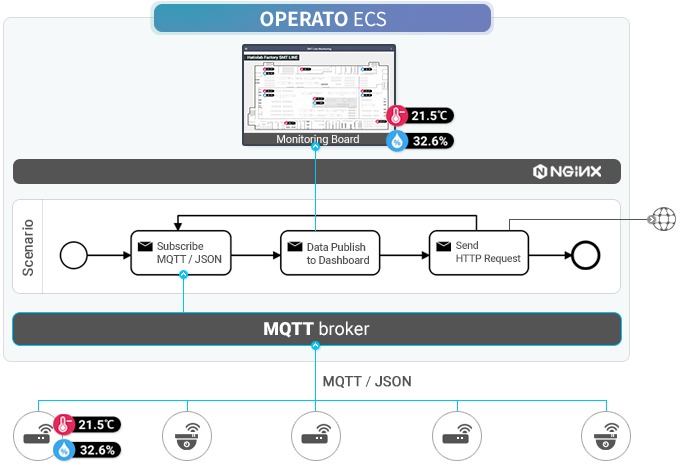 OPERATO ECS
Hatiolab Factory SMT LINE
21.5℃
Monitoring Board
32.6%
NGINX
Scenario
Subscribe
MQTT / JSON
Data Publish
to Dashboard
Send
HTTP Request
MQTT broker
MQTT / JSON
21.5℃
32.6%